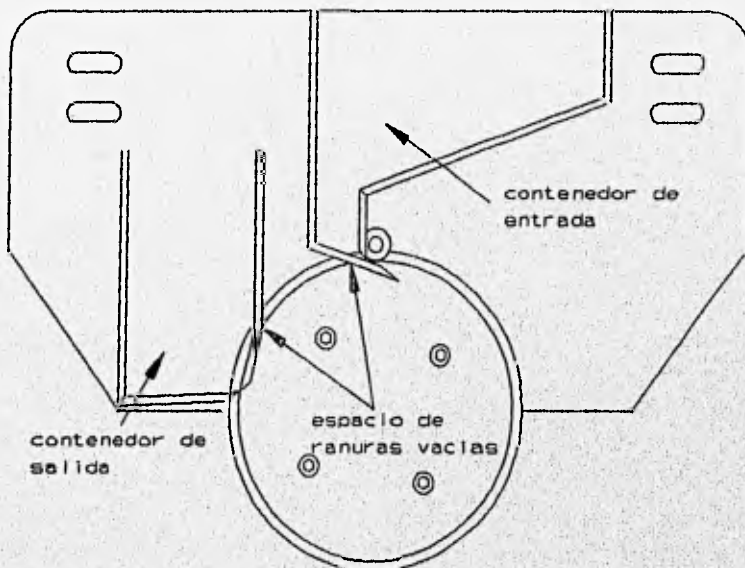 contenedor de
entrada
espacio de
ranuras vacias
contenedor de
salida